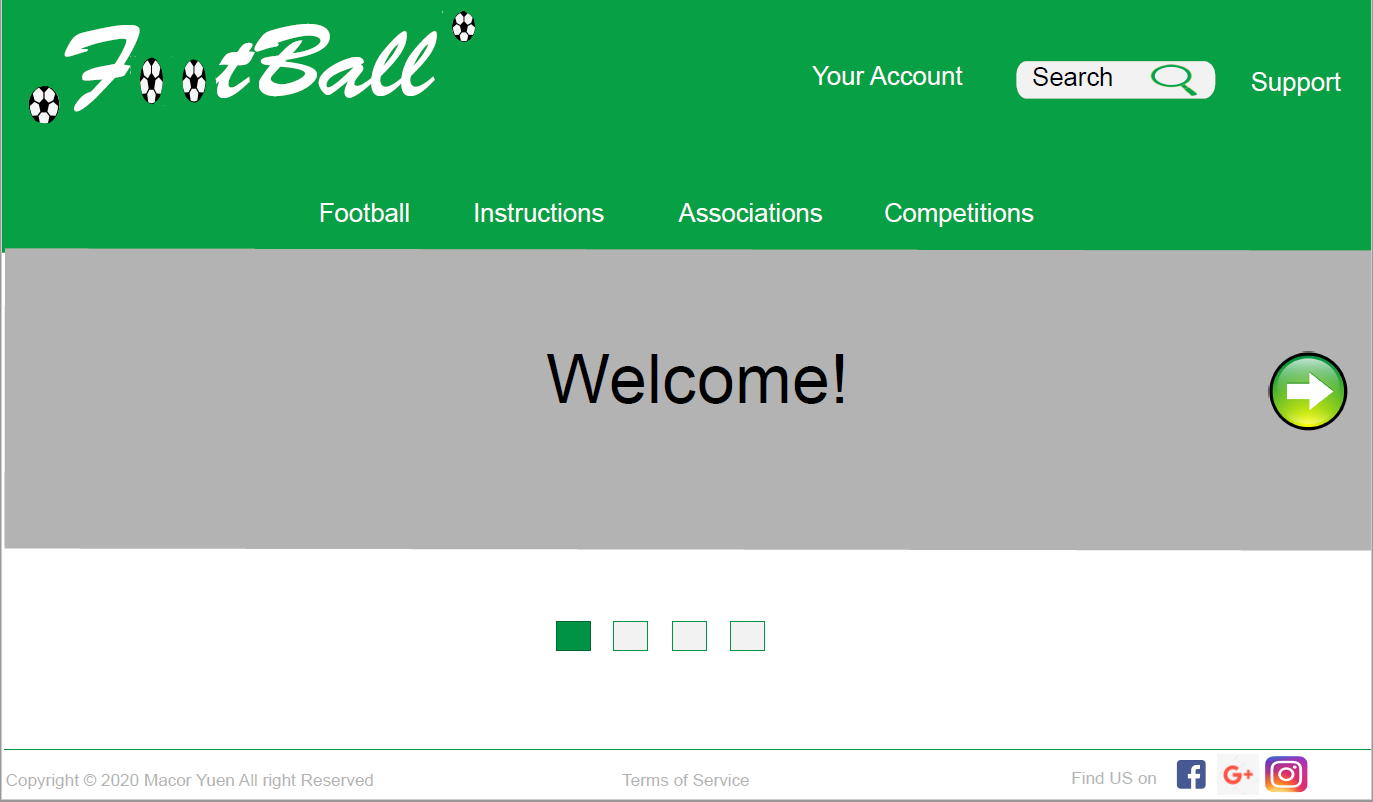 FootBall
Your Account
Search
Support
Football
Instructions
Associations
Competitions
Welcome!
Copyright © 2020 Macor Yuen All right Reserved
Terms of Service
Find US on
f
G+